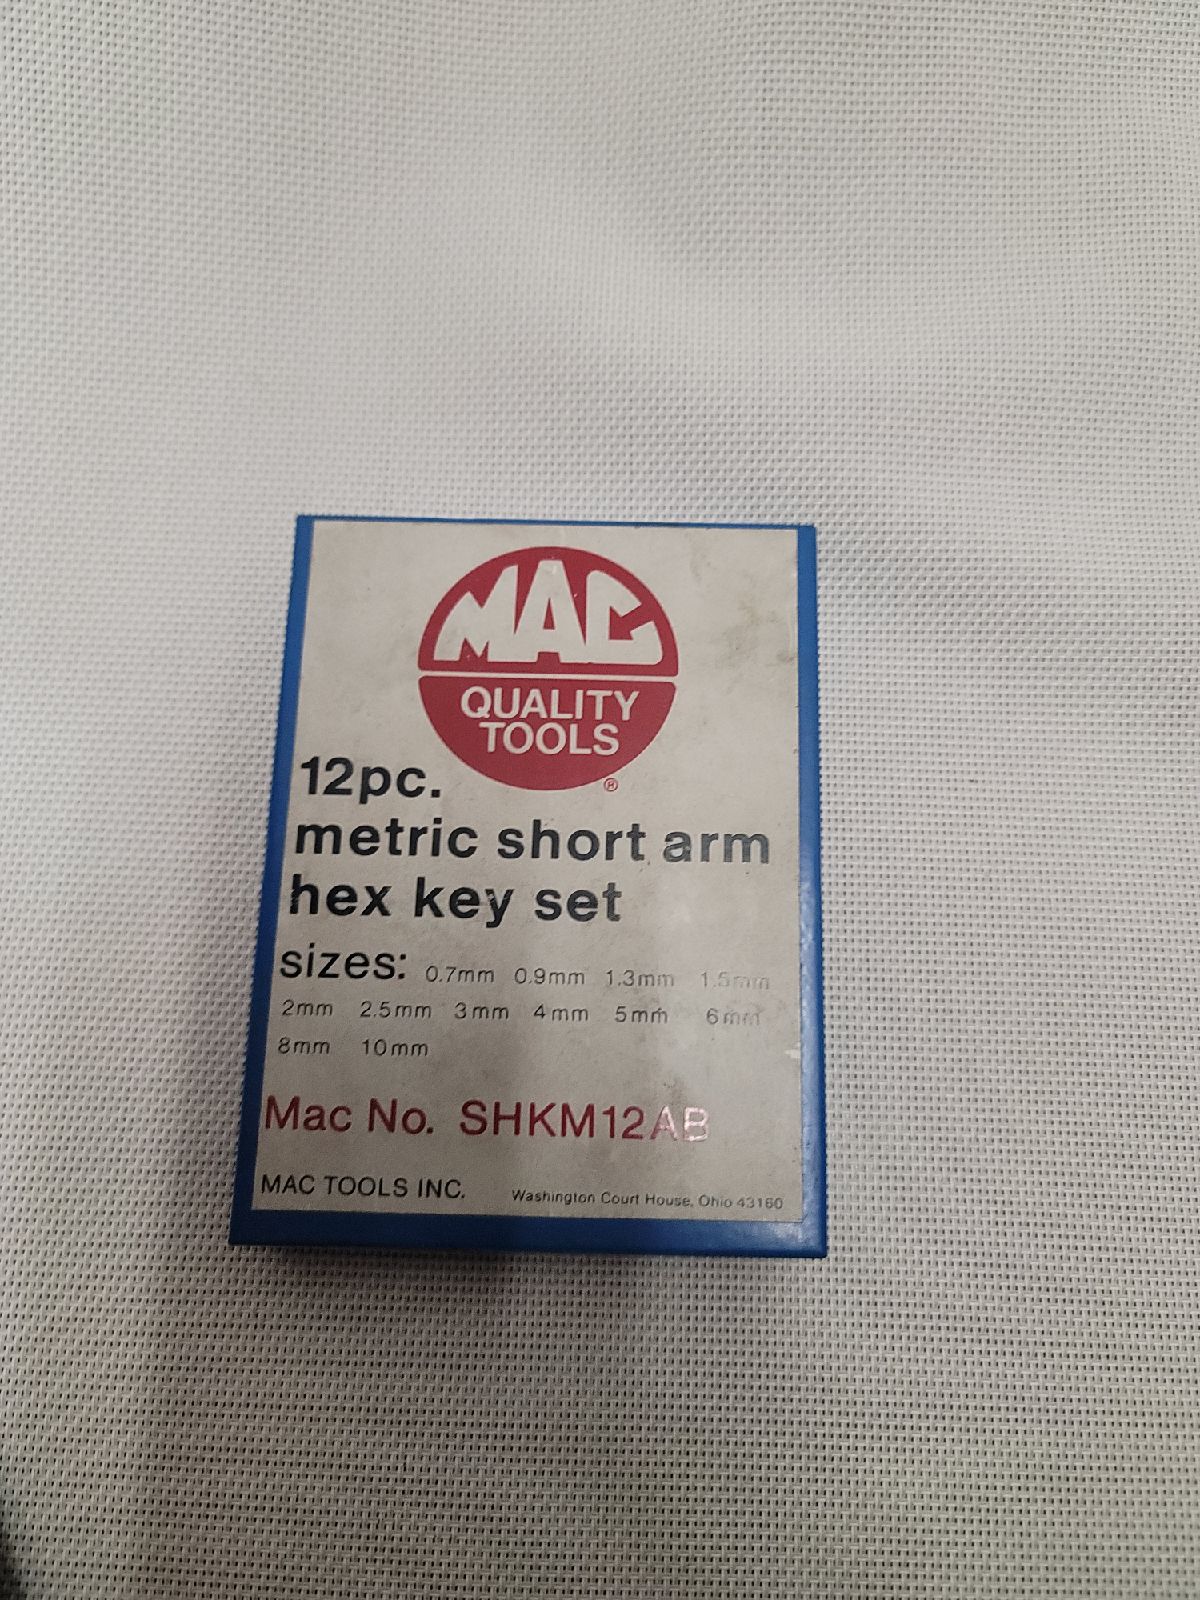 MAC
QUALITY
TOOLS
®
12pc.
metric short arm
hex key set
sizes: 0.7mm 0.9mm 1.3mm 1.5mm
2mm 2.5mm 3mm 4mm 5mm 6mm
8mm 10mm
Mac No. SHKM12AB
MAC TOOLS INC. Washington Court House, Ohio 43160